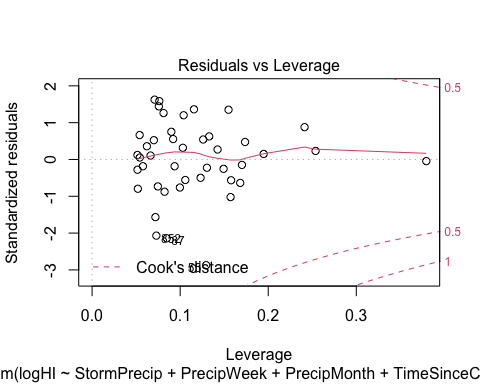 Residuals vs Leverage
Standardized residuals
2
1
0
-1
-2
-3
0.5
0.5
1
Cook's distance
0.0
0.1
0.2
0.3
Leverage
m(logHI ~ StormPrecip + PrecipWeek + PrecipMonth + TimeSinceC